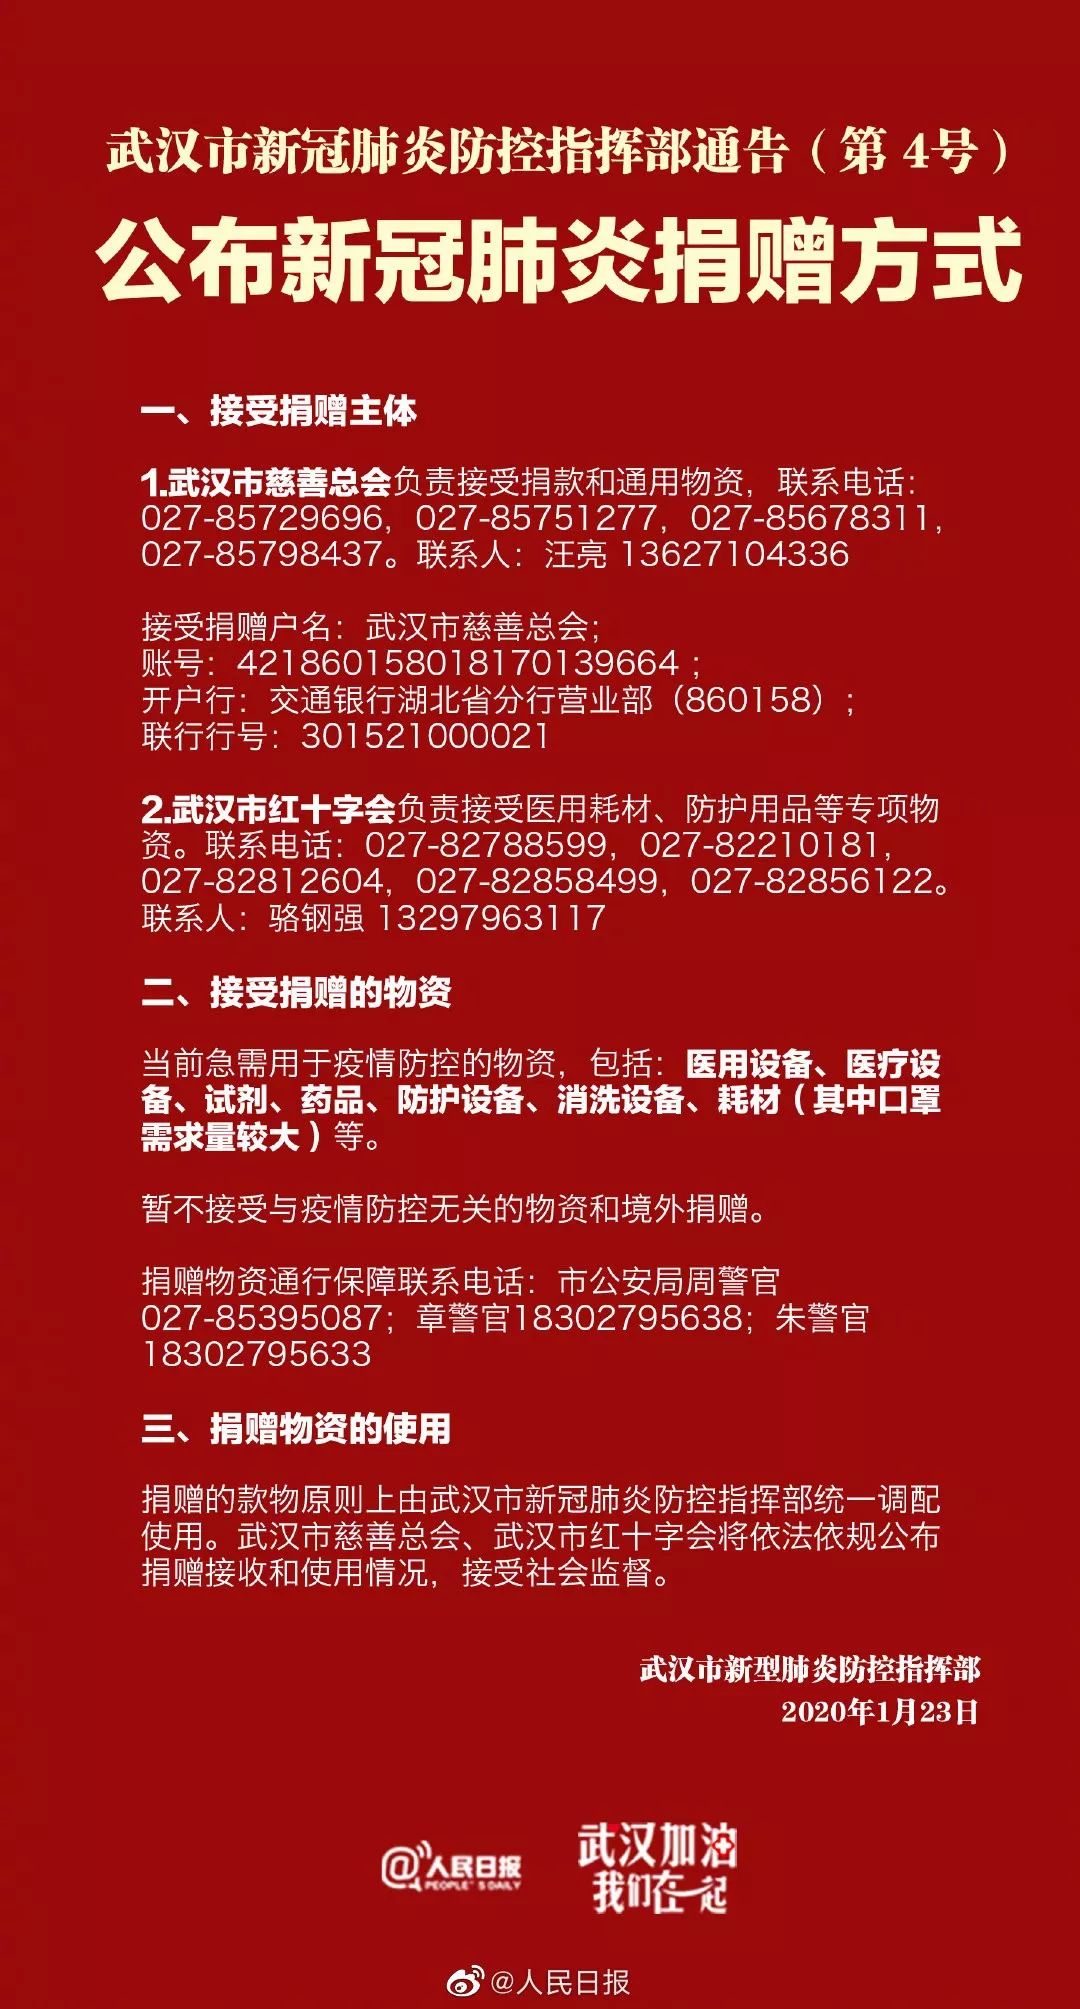 武汉市新冠肺炎防控指挥部通告（第 4号）
公布新冠肺炎捐赠方式
一、接受捐赠主体
1.武汉市慈善总会负责接受捐款和通用物资，联系电话：
027-85729696，027-85751277，027-85678311，
027-85798437。联系人：汪亮 13627104336
接受捐赠户名：武汉市慈善总会；
账号：421860158018170139664 ；
开户行：交通银行湖北省分行营业部（860158）；
联行行号：301521000021
2.武汉市红十字会负责接受医用耗材、防护用品等专项物
资。联系电话：027-82788599，027-82210181，
027-82812604，027-82858499，027-82856122。
联系人：骆钢强 13297963117
二、接受捐赠的物资
当前急需用于疫情防控的物资，包括：医用设备、医疗设
备、试剂、药品、防护设备、消洗设备、耗材（其中口罩
需求量较大）等。
暂不接受与疫情防控无关的物资和境外捐赠。
捐赠物资通行保障联系电话：市公安局周警官
027-85395087；章警官18302795638；朱警官
18302795633
三、捐赠物资的使用
捐赠的款物原则上由武汉市新冠肺炎防控指挥部统一调配
使用。武汉市慈善总会、武汉市红十字会将依法依规公布
捐赠接收和使用情况，接受社会监督。
武汉市新型肺炎防控指挥部
2020年1月23日
@人民日报
PEOPLE'S DAILY
武汉加油
我们在一起
@人民日报